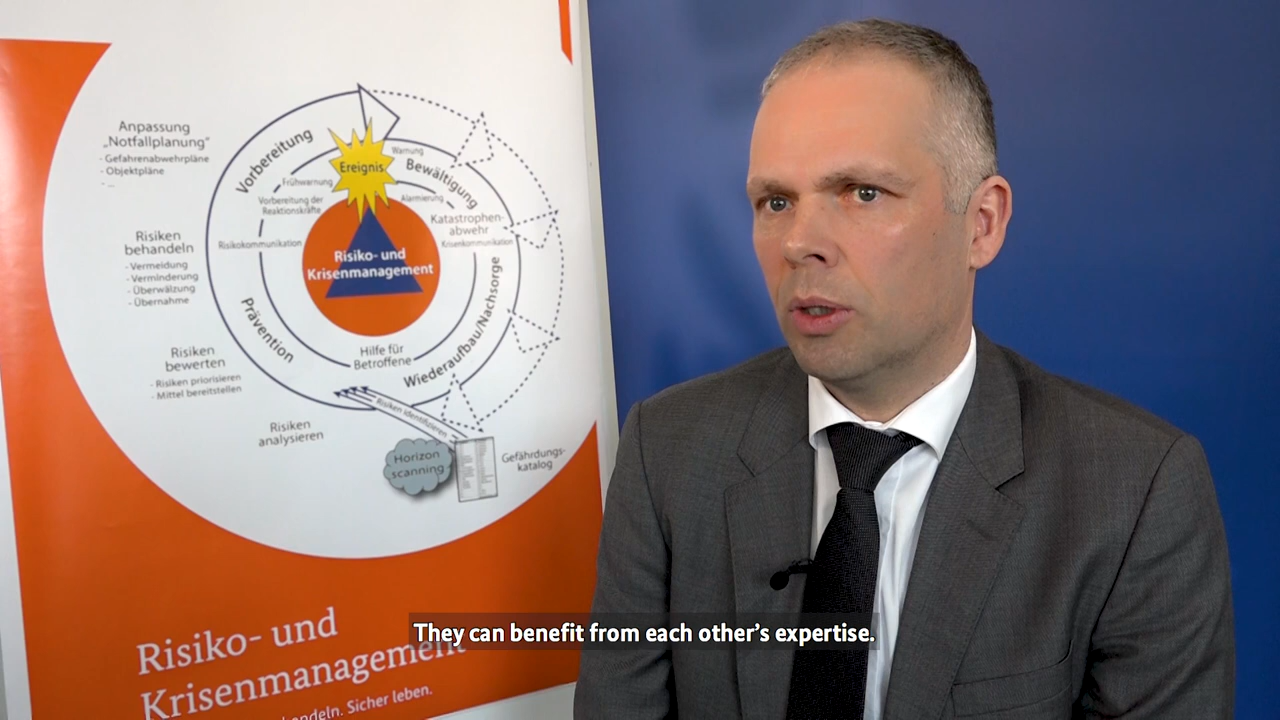 Anpassung
„Notfallplanung“
- Gefahrenabwehrpläne
- Objektpläne
- ...
Risiken
behandeln
- Vermeidung
- Verminderung
- Überwälzung
- Übernahme
Risiken
bewerten
- Risiken priorisieren
- Mittel bereitstellen
Risiken
analysieren
Vorbereitung
Ereignis
Warnung
Bewältigung
Frühwarnung
Vorbereitung der
Reaktionskräfte
Alarmierung
Katastrophen-
abwehr
Risikokommunikation
Krisenkommunikation
Risiko- und
Krisenmanagement
Prävention
Hilfe für
Betroffene
Wiederaufbau/Nachsorge
Risiken identifizieren
Horizon
scanning
Gefährdungs-
katalog
Risiko- und
Krisenmanagement
Sicher leben.
They can benefit from each other’s expertise.